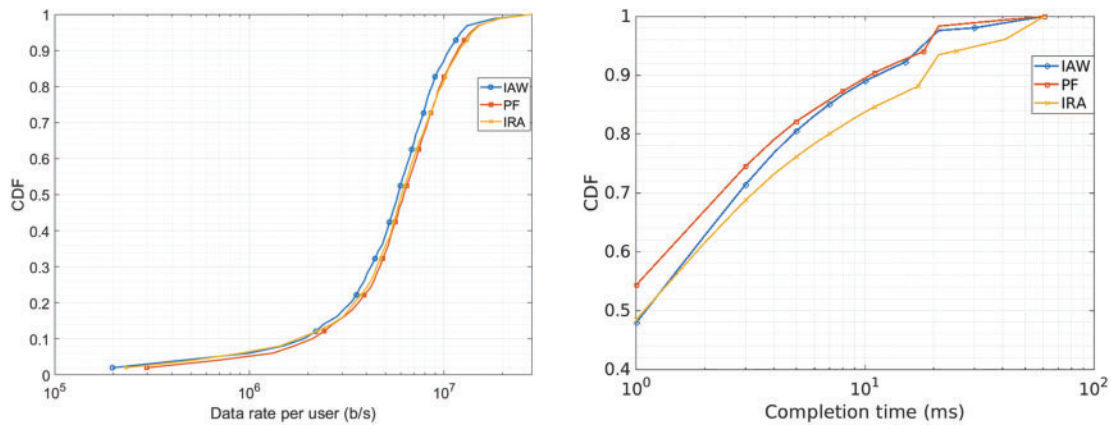 1
0.9
0.8
0.7
0.6
0.5
0.4
0.3
0.2
0.1
0
CDF
10^5
10^6
10^7
Data rate per user (b/s)
IAW
PF
IRA
1
0.9
0.8
0.7
0.6
0.5
0.4
CDF
10^0
10^1
10^2
Completion time (ms)
IAW
PF
IRA